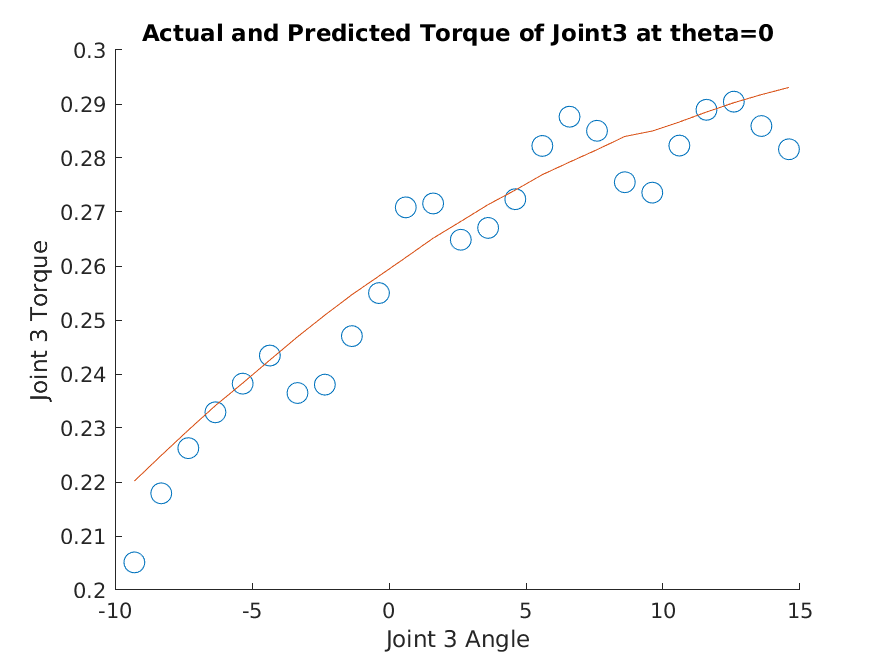 Actual and Predicted Torque of Joint3 at theta=0
0.3
0.29
0.28
0.27
0.26
0.25
0.24
0.23
0.22
0.21
0.2
Joint 3 Torque
-10 -5 0 5 10 15
Joint 3 Angle